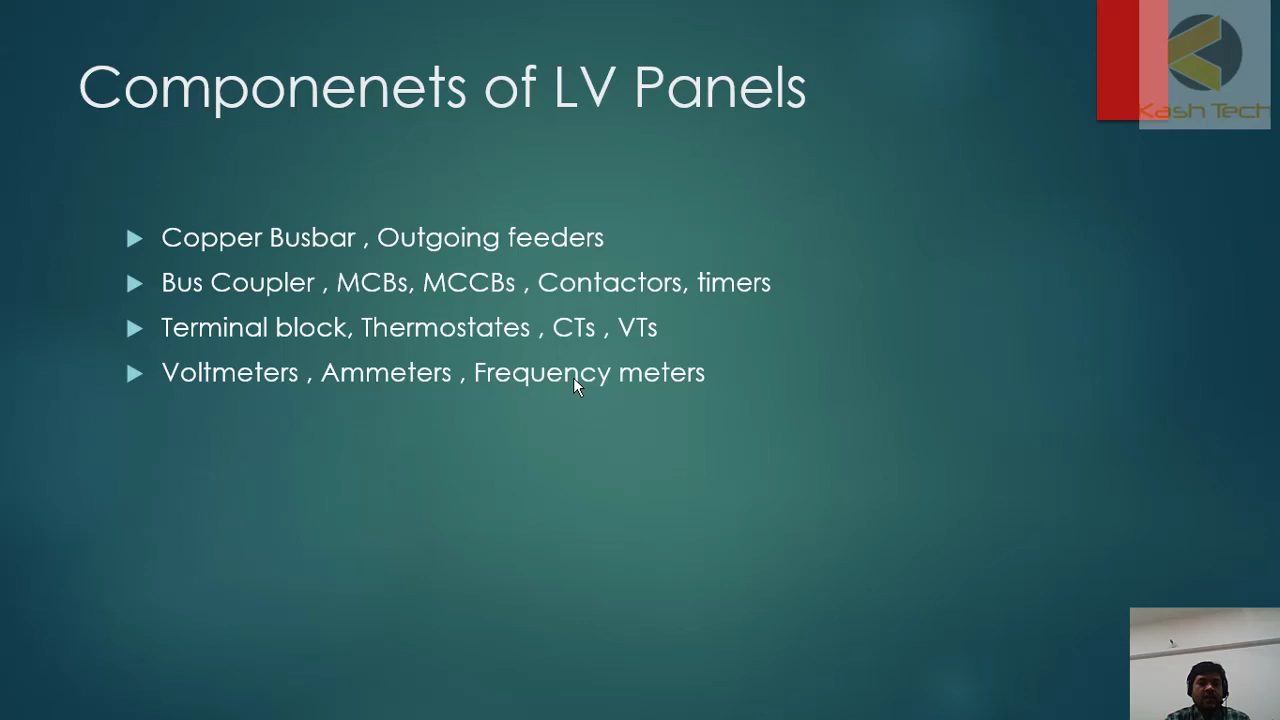 Componenets of LV Panels
Kash Tech
Copper Busbar , Outgoing feeders
Bus Coupler , MCBs, MCCBs , Contactors, timers
Terminal block, Thermostates , CTs , VTs
Voltmeters , Ammeters , Frequency meters